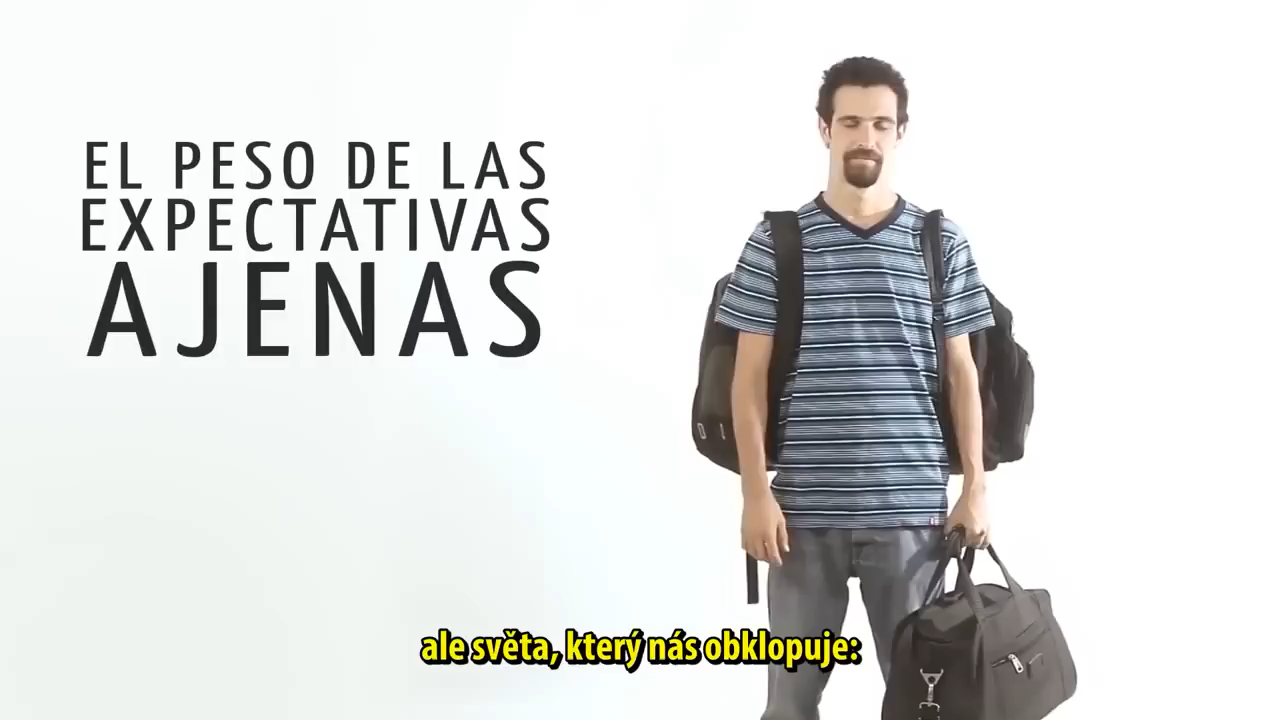 EL PESO DE LAS
EXPECTATIVAS
AJENAS
ale světa, který nás obklopuje: